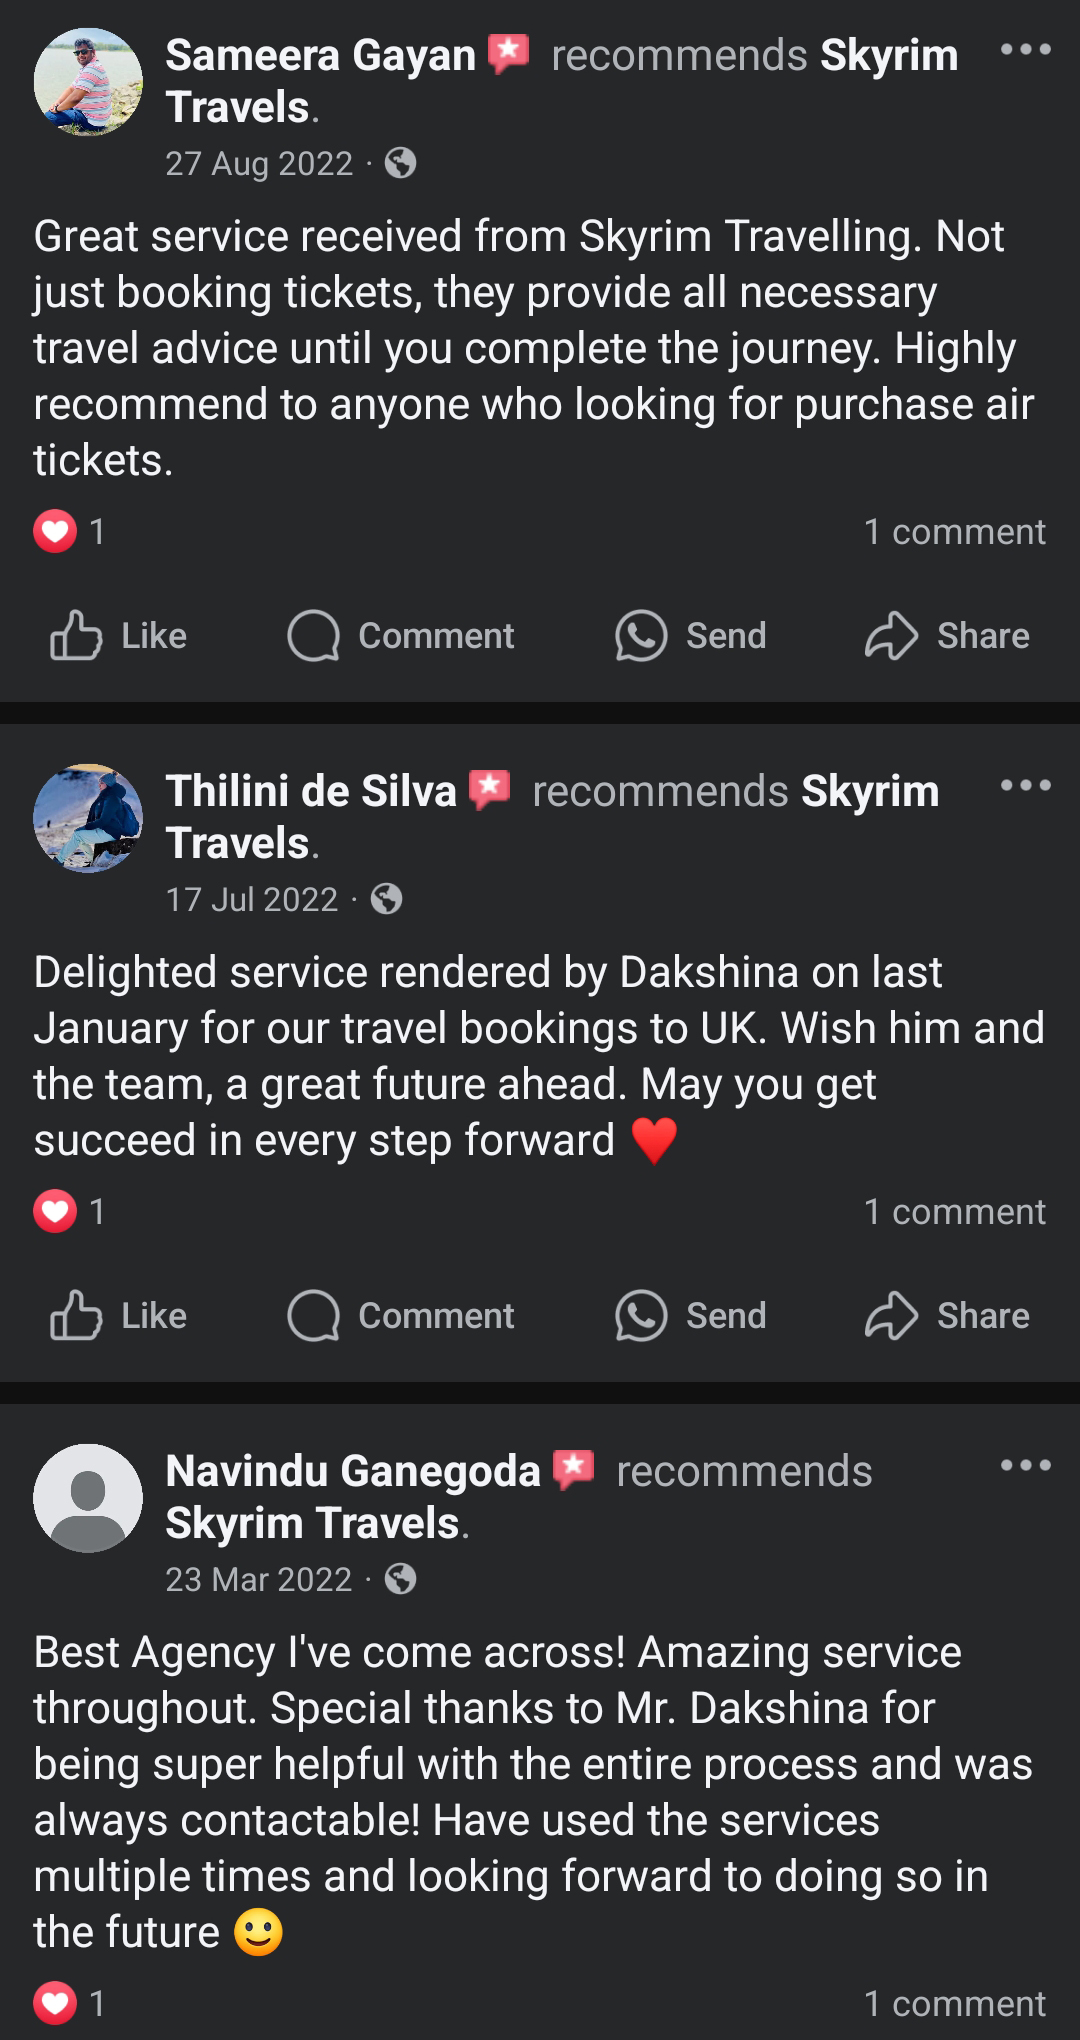 Sameera Gayan recommends Skyrim
Travels.
27 Aug 2022 ·
Great service received from Skyrim Travelling. Not
just booking tickets, they provide all necessary
travel advice until you complete the journey. Highly
recommend to anyone who looking for purchase air
tickets.
1 1 comment
Like Comment Send Share
Thilini de Silva recommends Skyrim
Travels.
17 Jul 2022 ·
Delighted service rendered by Dakshina on last
January for our travel bookings to UK. Wish him and
the team, a great future ahead. May you get
succeed in every step forward ♥️
1 1 comment
Like Comment Send Share
Navindu Ganegoda recommends
Skyrim Travels.
23 Mar 2022 ·
Best Agency I've come across! Amazing service
throughout. Special thanks to Mr. Dakshina for
being super helpful with the entire process and was
always contactable! Have used the services
multiple times and looking forward to doing so in
the future 🙂
1 1 comment